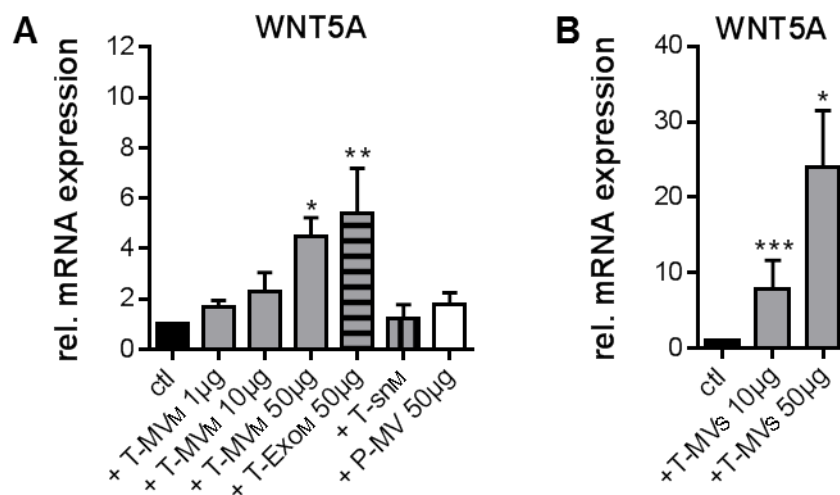 A
WNT5A
rel. mRNA expression
12
10
8
6
4
2
0
*
**
ctl
+ T-MVM 1µg
+ T-MVM 10µg
+ T-MVM 50µg
+ T-ExoM 50µg
+ T-snM
+ P-MV 50µg
B
WNT5A
rel. mRNA expression
40
30
20
10
0
***
*
ctl
+T-MVS 10µg
+T-MVS 50µg